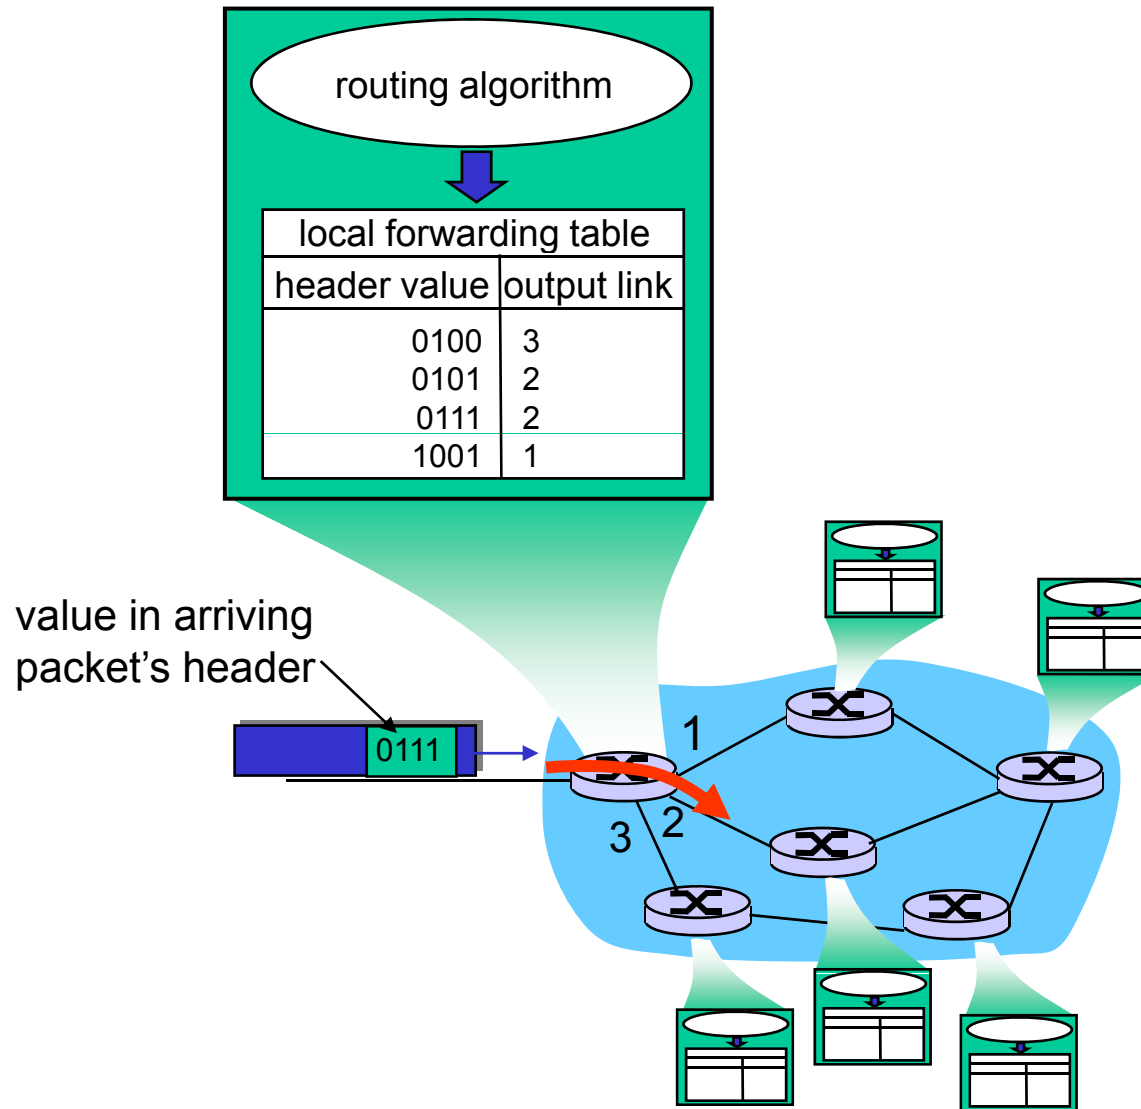 routing algorithm
local forwarding table
header value output link
0100 3
0101 2
0111 2
1001 1
value in arriving
packet's header
0111
1
2
3